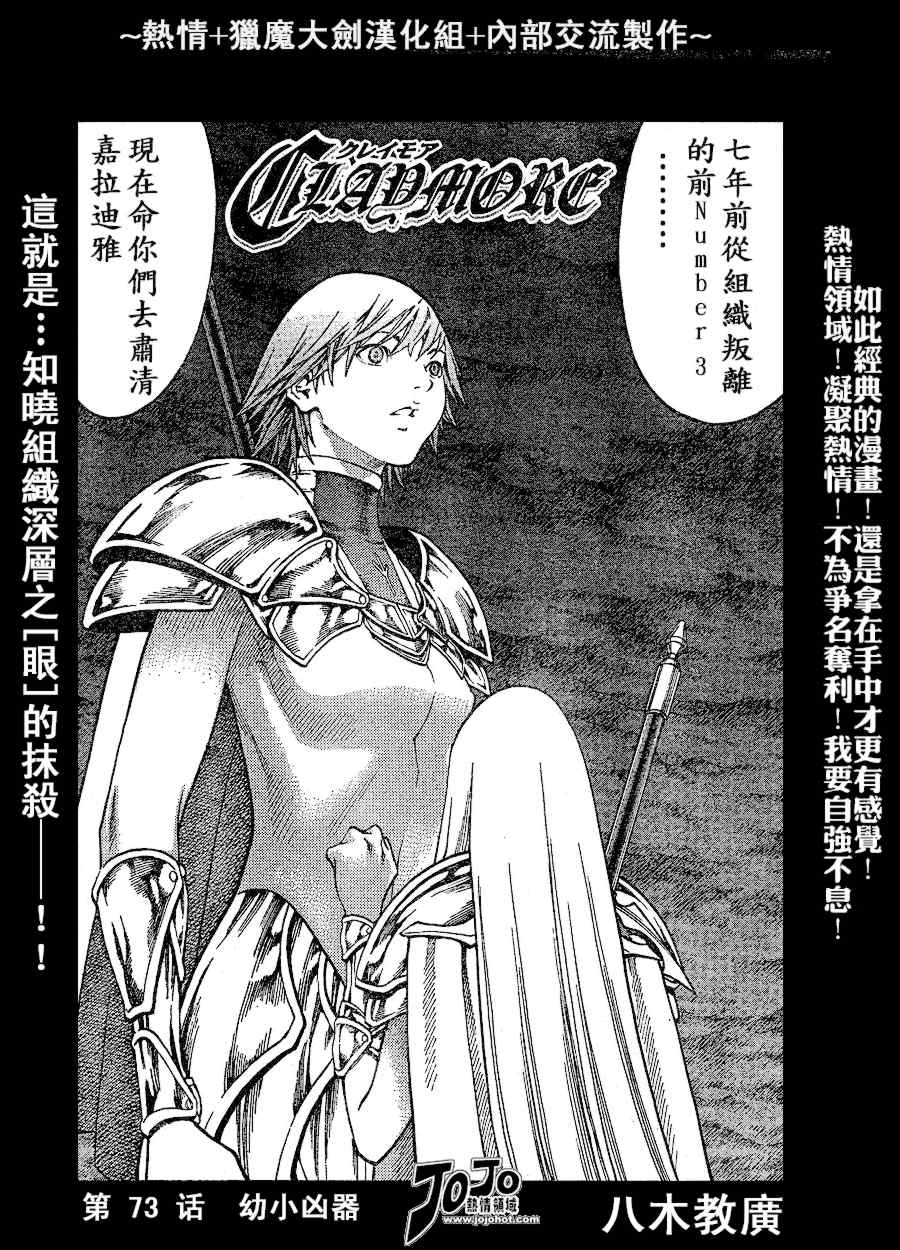 ~熱情+獵魔大劍漢化組+內部交流製作~
クレイモア
CLAYMORE
七年前從組織叛離
的前Number3
………
現在命你們去肅清
嘉拉迪雅
如此經典的漫畫!還是拿在手中才更有感覺!
熱情領域!凝聚熱情!不為爭名奪利!我要自強不息!
這就是…知曉組織深層之[眼]的抹殺——!!
第 73 话 幼小凶器
JOJO
熱情領域
www.jojohot.com
八木教廣